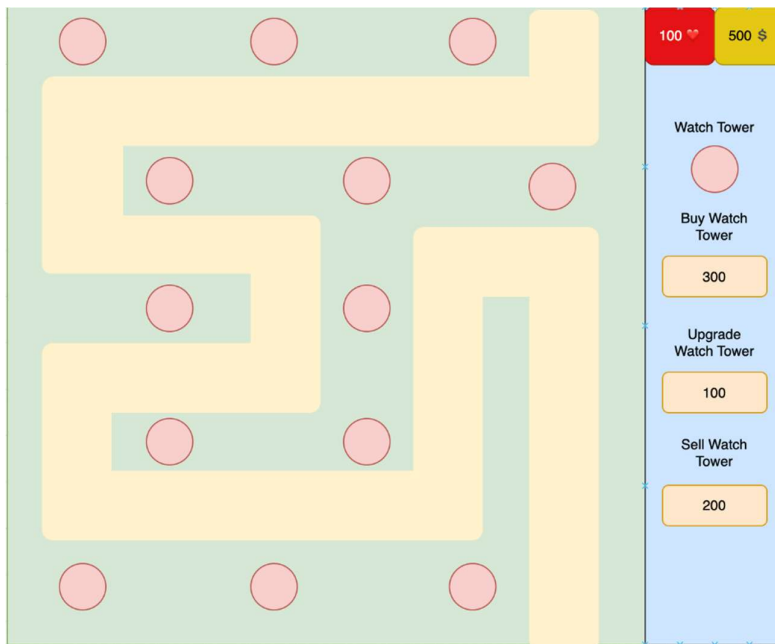 100 ❤️
500 $
Watch Tower
Buy Watch
Tower
300
Upgrade
Watch Tower
100
Sell Watch
Tower
200